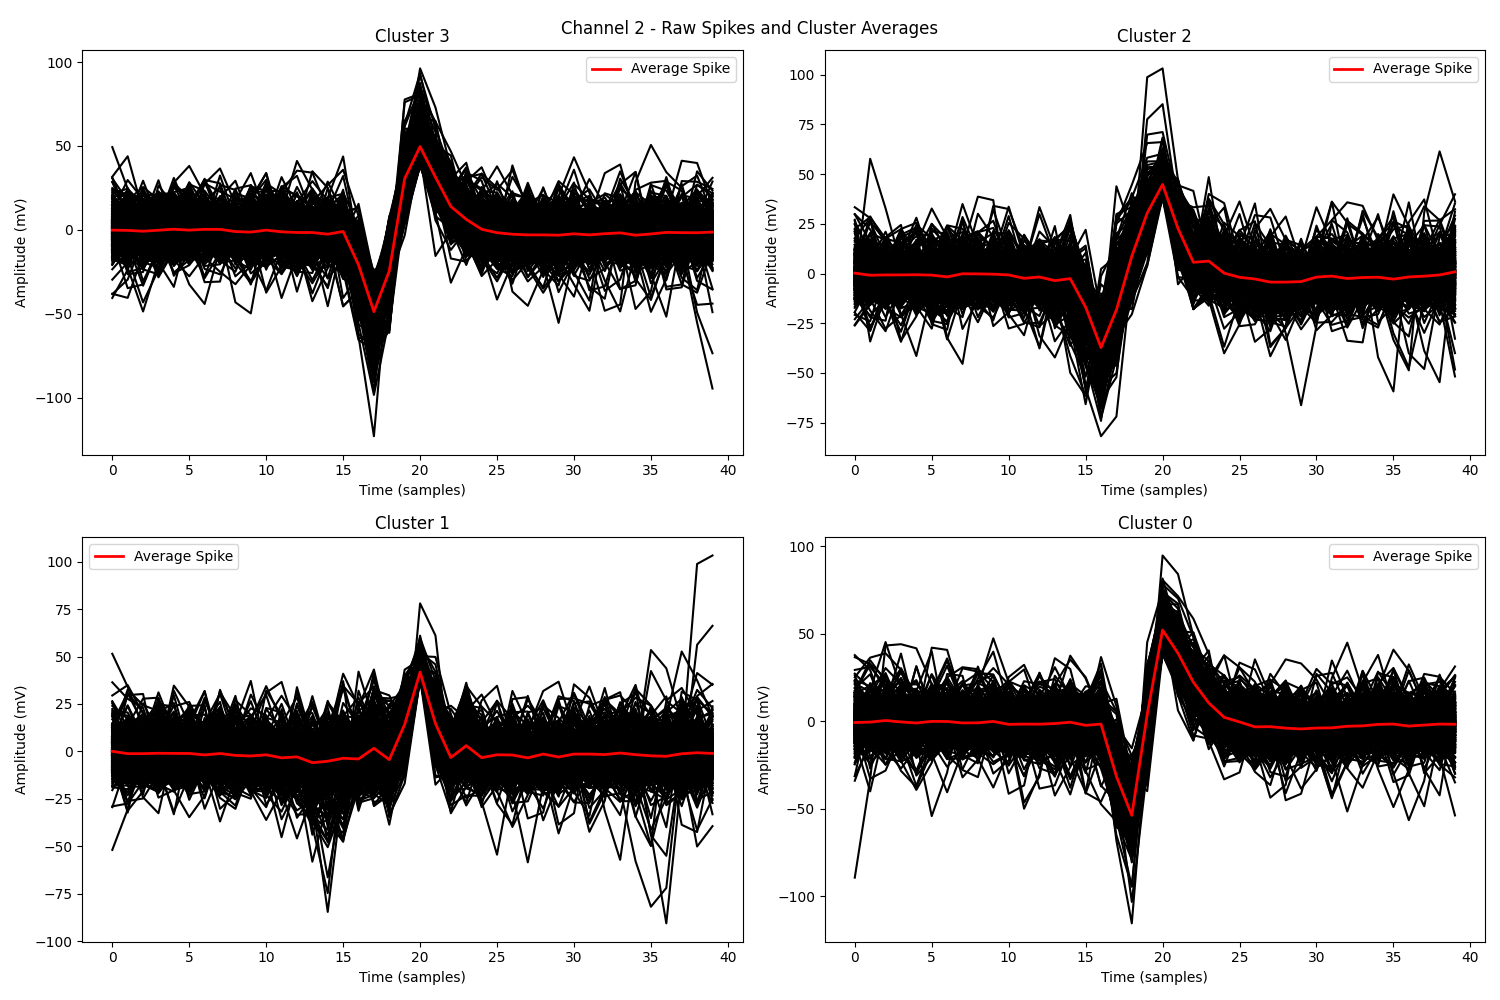 Channel 2 - Raw Spikes and Cluster Averages
Cluster 3
Average Spike
Amplitude (mV)
100
50
0
−50
−100
0 5 10 15 20 25 30 35 40
Time (samples)
Cluster 2
Average Spike
Amplitude (mV)
100
75
50
25
0
−25
−50
−75
0 5 10 15 20 25 30 35 40
Time (samples)
Cluster 1
Average Spike
Amplitude (mV)
100
75
50
25
0
−25
−50
−75
−100
0 5 10 15 20 25 30 35 40
Time (samples)
Cluster 0
Average Spike
Amplitude (mV)
100
50
0
−50
−100
0 5 10 15 20 25 30 35 40
Time (samples)